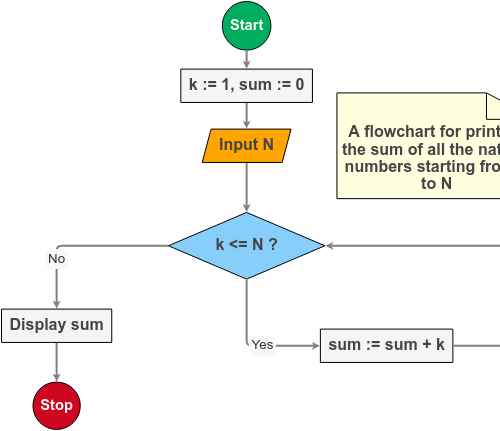 Start
k := 1, sum := 0
Input N
A flowchart for print
the sum of all the nat
numbers starting fro
to N
k <= N ?
No
Yes
Display sum
sum := sum + k
Stop